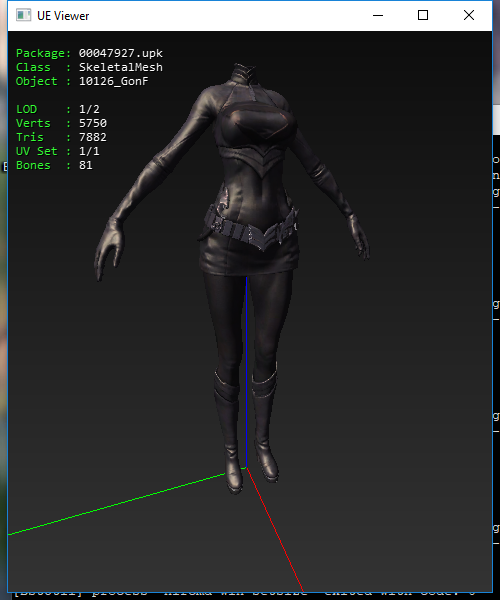 UE Viewer
Package: 00047927.upk
Class : SkeletalMesh
Object : 10126_GonF
LOD : 1/2
Verts : 5750
Tris : 7882
UV Set : 1/1
Bones : 81